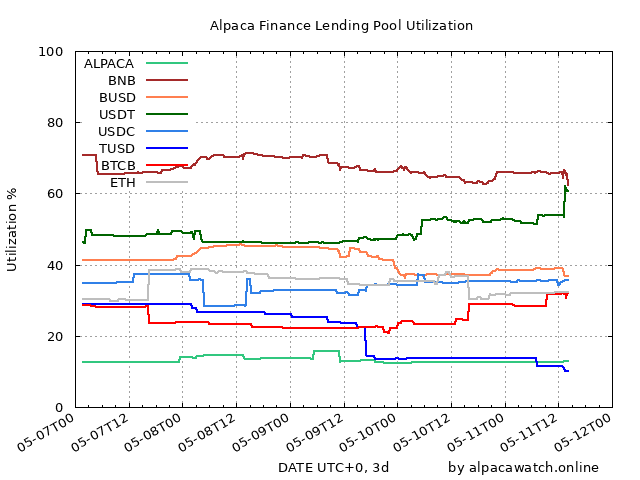 Alpaca Finance Lending Pool Utilization
Utilization %
100
80
60
40
20
0
ALPACA
BNB
BUSD
USDT
USDC
TUSD
BTCB
ETH
05-07T00
05-07T12
05-08T00
05-08T12
05-09T00
05-09T12
05-10T00
05-10T12
05-11T00
05-11T12
05-12T00
DATE UTC+0, 3d
by alpacawatch.online